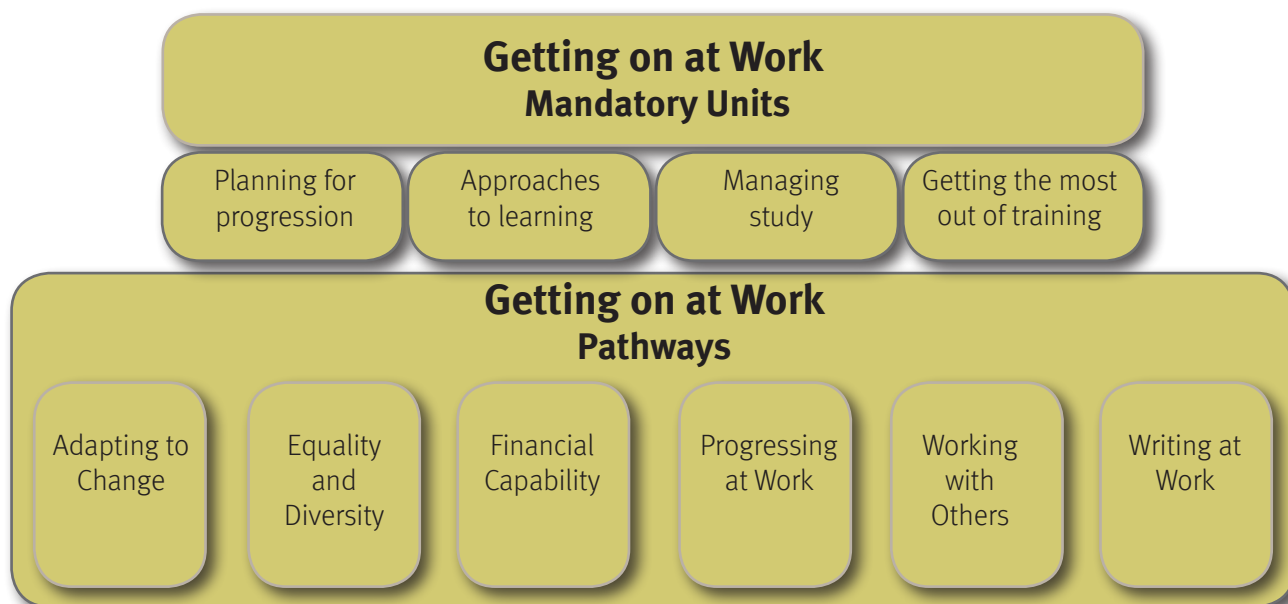 Getting on at Work
Mandatory Units
Planning for
progression
Approaches
to learning
Managing
study
Getting the most
out of training
Getting on at Work
Pathways
Adapting to
Change
Equality
and
Diversity
Financial
Capability
Progressing
at Work
Working
with
Others
Writing at
Work